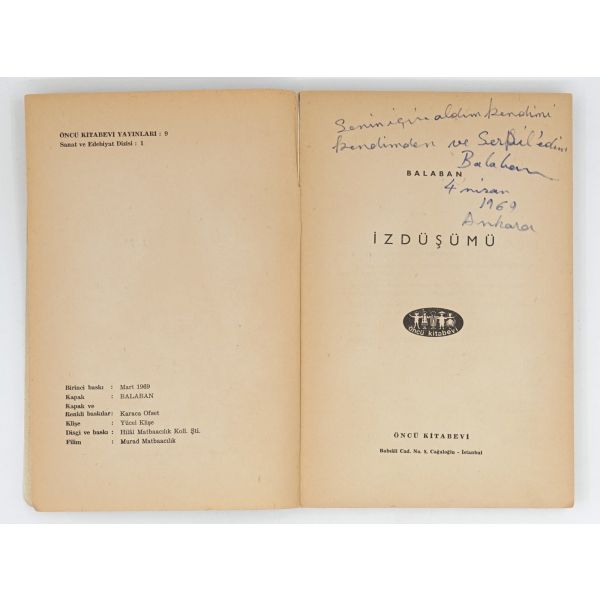 ÖNCÜ KİTABEVİ YAYINLARI : 9
Sanat ve Edebiyat Dizisi : 1
Birinci baskı : Mart 1969
Kapak : BALABAN
Kapak ve
Renkli baskılar: Karaca Ofset
Klişe : Yücel Klişe
Dizgi ve baskı : Hilâl Matbaacılık Koll. Şti.
Filim : Murad Matbaacılık
Senin için aldım kendimi
kendimden ve Serpil'edim
Balaban
4 nisan
1969
Ankara
BALABAN
İZDÜŞÜMÜ
öncü kitabevi
ÖNCÜ KİTABEVİ
Babıâli Cad. No. 8, Cağaloğlu - İstanbul